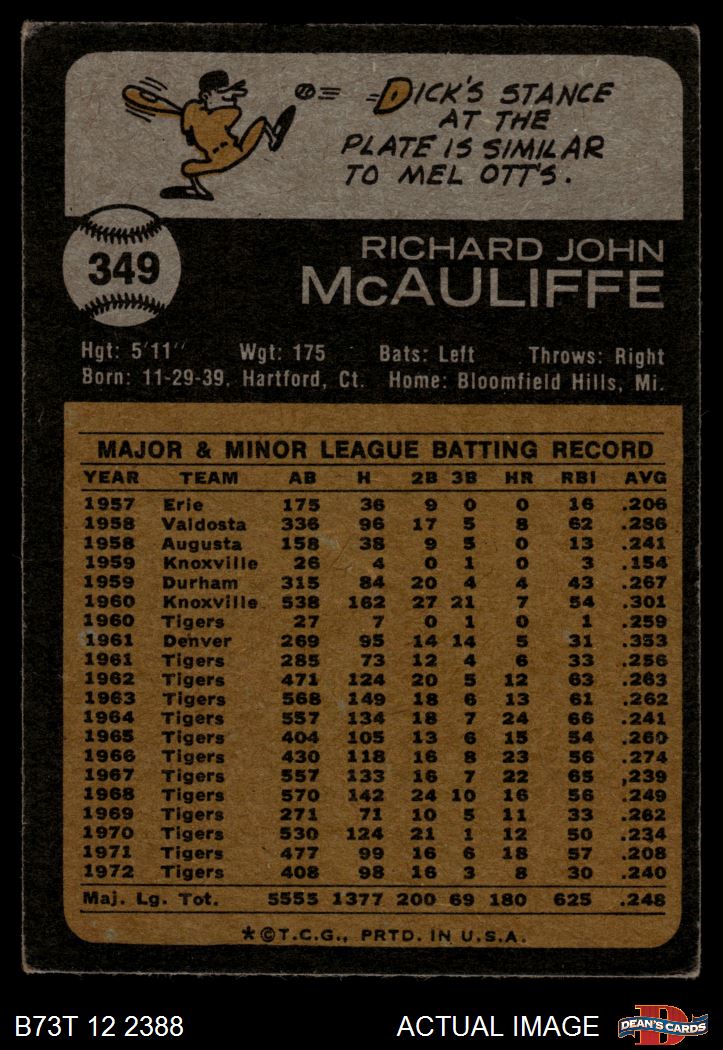 DICK'S STANCE
AT THE
PLATE IS SIMILAR
TO MEL OTT'S.
349
RICHARD JOHN
McAULIFFE
Hgt: 5'11" Wgt: 175 Bats: Left Throws: Right
Born: 11-29-39, Hartford, Ct. Home: Bloomfield Hills, Mi.
MAJOR & MINOR LEAGUE BATTING RECORD
YEAR TEAM AB H 2B 3B HR RBI AVG
1957 Erie 175 36 9 0 0 16 .206
1958 Valdosta 336 96 17 5 8 62 .286
1958 Augusta 158 38 9 5 0 13 .241
1959 Knoxville 26 4 0 1 0 3 .154
1959 Durham 315 84 20 4 4 43 .267
1960 Knoxville 538 162 27 21 7 54 .301
1960 Tigers 27 7 0 1 0 1 .259
1961 Denver 269 95 14 14 5 31 .353
1961 Tigers 285 73 12 4 6 33 .256
1962 Tigers 471 124 20 5 12 63 .263
1963 Tigers 568 149 18 6 13 61 .262
1964 Tigers 557 134 18 7 24 66 .241
1965 Tigers 404 105 13 6 15 54 .260
1966 Tigers 430 118 16 8 23 56 .274
1967 Tigers 557 133 16 7 22 65 .239
1968 Tigers 570 142 24 10 16 56 .249
1969 Tigers 271 71 10 5 11 33 .262
1970 Tigers 530 124 21 1 12 50 .234
1971 Tigers 477 99 16 6 18 57 .208
1972 Tigers 408 98 16 3 8 30 .240
Maj. Lg. Tot. 5555 1377 200 69 180 625 .248
*©T.C.G., PRTD. IN U.S.A.
B73T 12 2388 ACTUAL IMAGE
D
DEAN'S CARDS